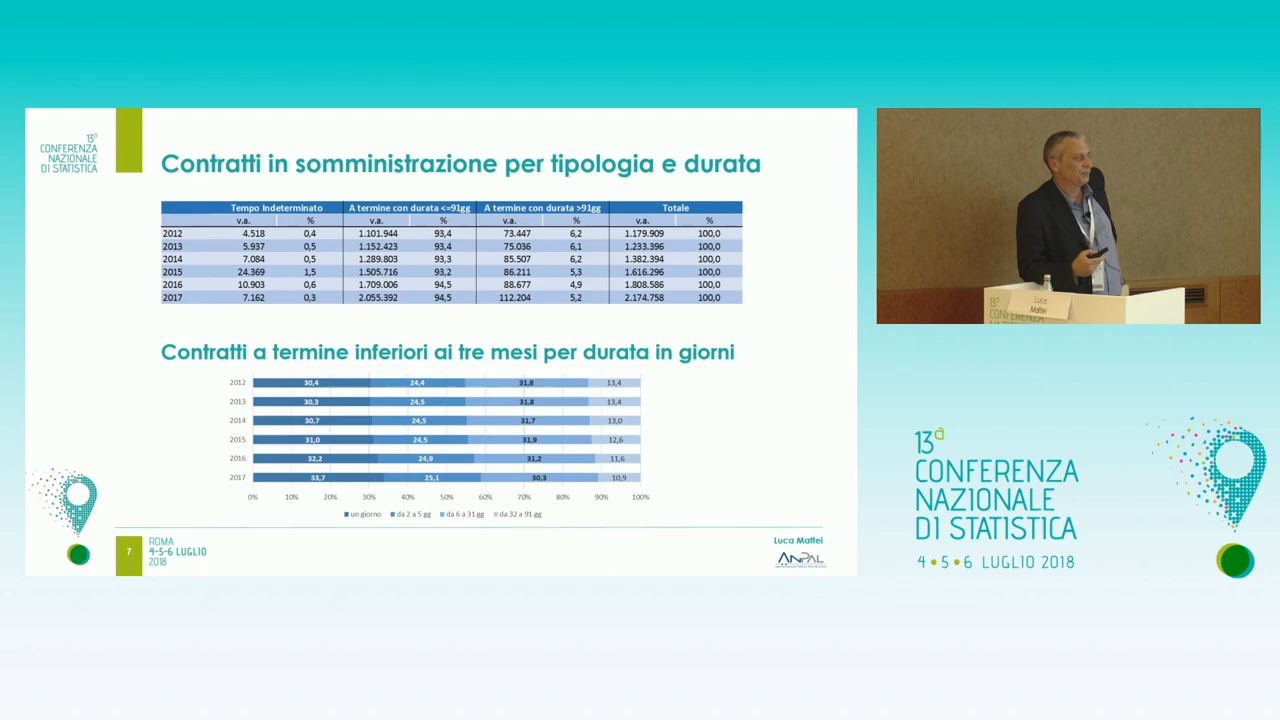 13a
CONFERENZA
NAZIONALE
DI STATISTICA
Contratti in somministrazione per tipologia e durata
Tempo Indeterminato A termine con durata <=91gg A termine con durata >91gg Totale
v.a. % v.a. % v.a. % v.a. %
2012 4.518 0,4 1.101.944 93,4 73.447 6,2 1.179.909 100,0
2013 5.937 0,5 1.152.423 93,4 75.036 6,1 1.233.396 100,0
2014 7.084 0,5 1.289.803 93,3 85.507 6,2 1.382.394 100,0
2015 24.369 1,5 1.505.716 93,2 86.211 5,3 1.616.296 100,0
2016 10.903 0,6 1.709.006 94,5 88.677 4,9 1.808.586 100,0
2017 7.162 0,3 2.055.392 94,5 112.204 5,2 2.174.758 100,0
Contratti a termine inferiori ai tre mesi per durata in giorni
2012 30,4 24,4 31,8 13,4
2013 30,3 24,5 31,8 13,4
2014 30,7 24,5 31,7 13,0
2015 31,0 24,5 31,9 12,6
2016 32,2 24,9 31,2 11,6
2017 33,7 25,1 30,3 10,9
0% 10% 20% 30% 40% 50% 60% 70% 80% 90% 100%
un giorno da 2 a 5 gg da 6 a 31 gg da 32 a 91 gg
7
ROMA
4-5-6 LUGLIO
2018
Luca Mattei
ANPAL
Luca
Mattei
13a
CONFERENZA
13a
CONFERENZA
NAZIONALE
DI STATISTICA
4•5•6 LUGLIO 2018